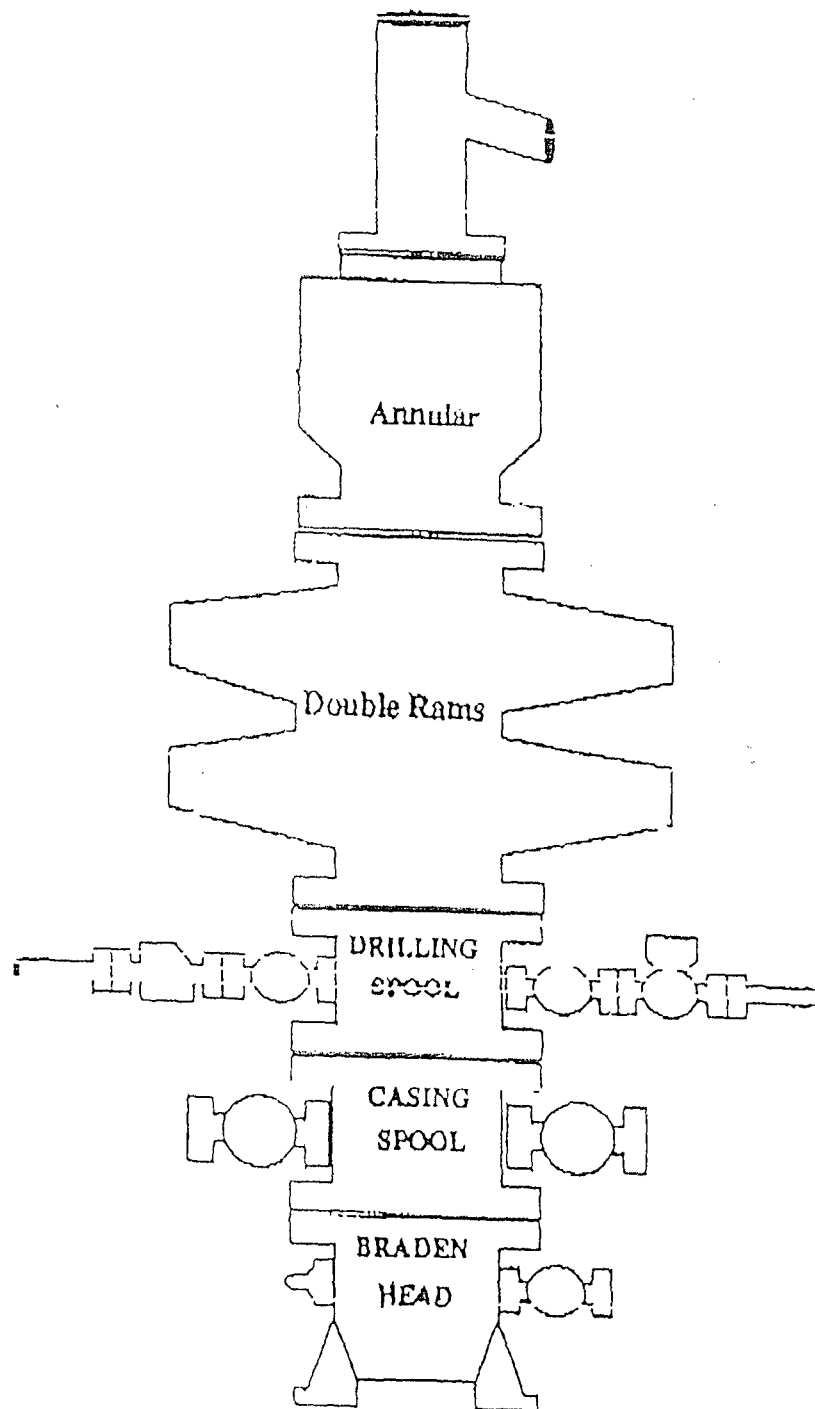 Annular
Double Rams
DRILLING
SPOOL
CASING
SPOOL
BRADEN
HEAD